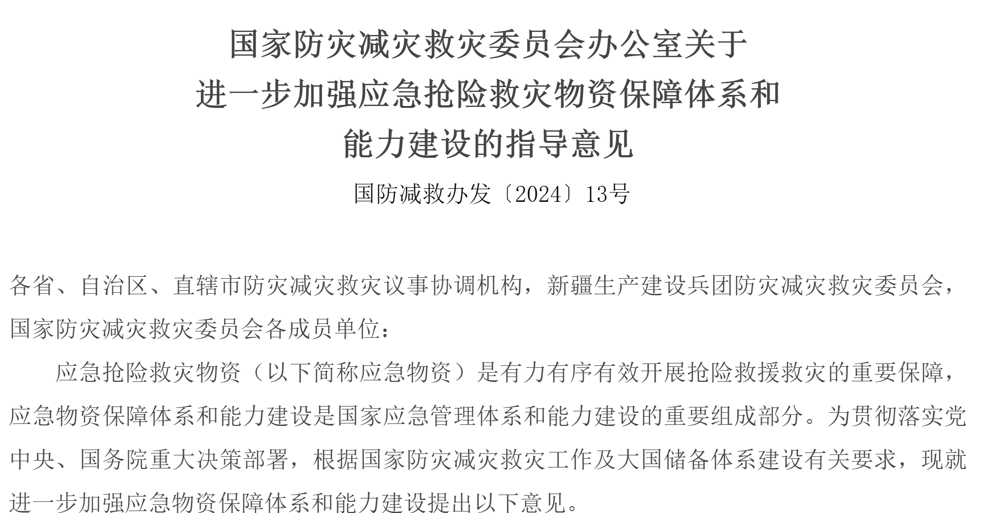 国家防灾减灾救灾委员会办公室关于
进一步加强应急抢险救灾物资保障体系和
能力建设的指导意见
国防减救办发〔2024〕13号
各省、自治区、直辖市防灾减灾救灾议事协调机构，新疆生产建设兵团防灾减灾救灾委员会，
国家防灾减灾救灾委员会各成员单位：
应急抢险救灾物资（以下简称应急物资）是有力有序有效开展抢险救援救灾的重要保障，
应急物资保障体系和能力建设是国家应急管理体系和能力建设的重要组成部分。为贯彻落实党
中央、国务院重大决策部署，根据国家防灾减灾救灾工作及大国储备体系建设有关要求，现就
进一步加强应急物资保障体系和能力建设提出以下意见。